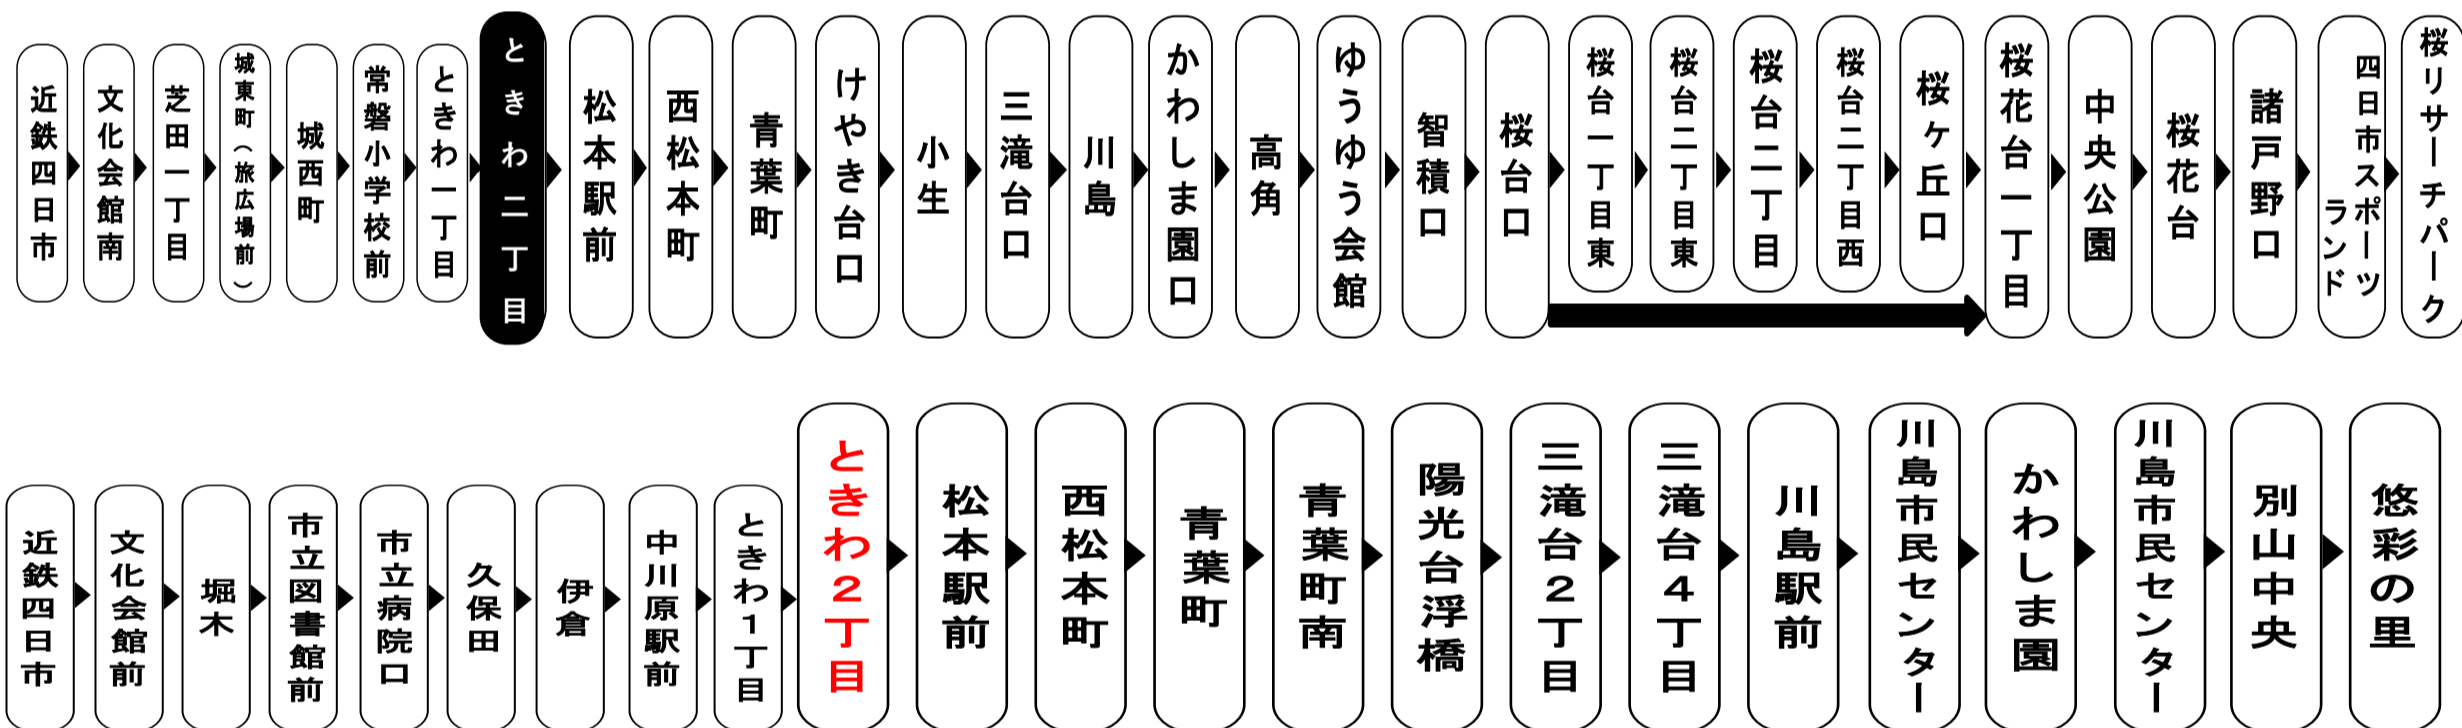 近鉄四日市
文化会館南
芝田一丁目
城東町（旅広場前）
城西町
常磐小学校前
ときわ一丁目
ときわ二丁目
松本駅前
西松本町
青葉町
けやき台口
小生
三滝台口
川島
かわしま園口
高角
ゆうゆう会館
智積口
桜台口
桜台一丁目東
桜台二丁目東
桜台二丁目
桜台二丁目西
桜ヶ丘口
桜花台一丁目
中央公園
桜花台
諸戸野口
四日市スポーツ
ランド
桜リサーチパーク
近鉄四日市
文化会館前
堀木
市立図書館前
市立病院口
久保田
伊倉
中川原駅前
ときわ1丁目
ときわ2丁目
松本駅前
西松本町
青葉町
青葉町南
陽光台浮橋
三滝台2丁目
三滝台4丁目
川島駅前
川島市民センター
かわしま園
川島市民センター
別山中央
悠彩の里